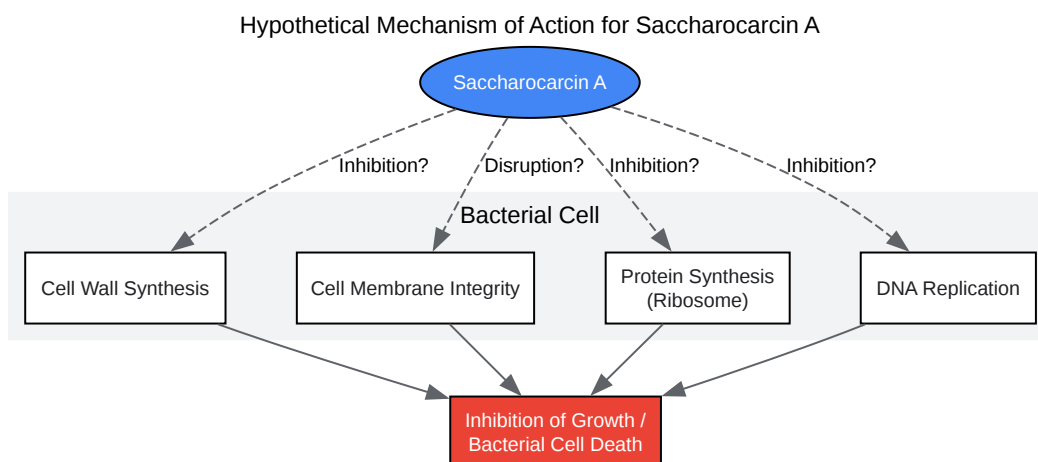 Hypothetical Mechanism of Action for Saccharocarcin A
Saccharocarcin A
Inhibition?
Disruption?
Inhibition?
Inhibition?
Bacterial Cell
Cell Wall Synthesis
Cell Membrane Integrity
Protein Synthesis
(Ribosome)
DNA Replication
Inhibition of Growth /
Bacterial Cell Death